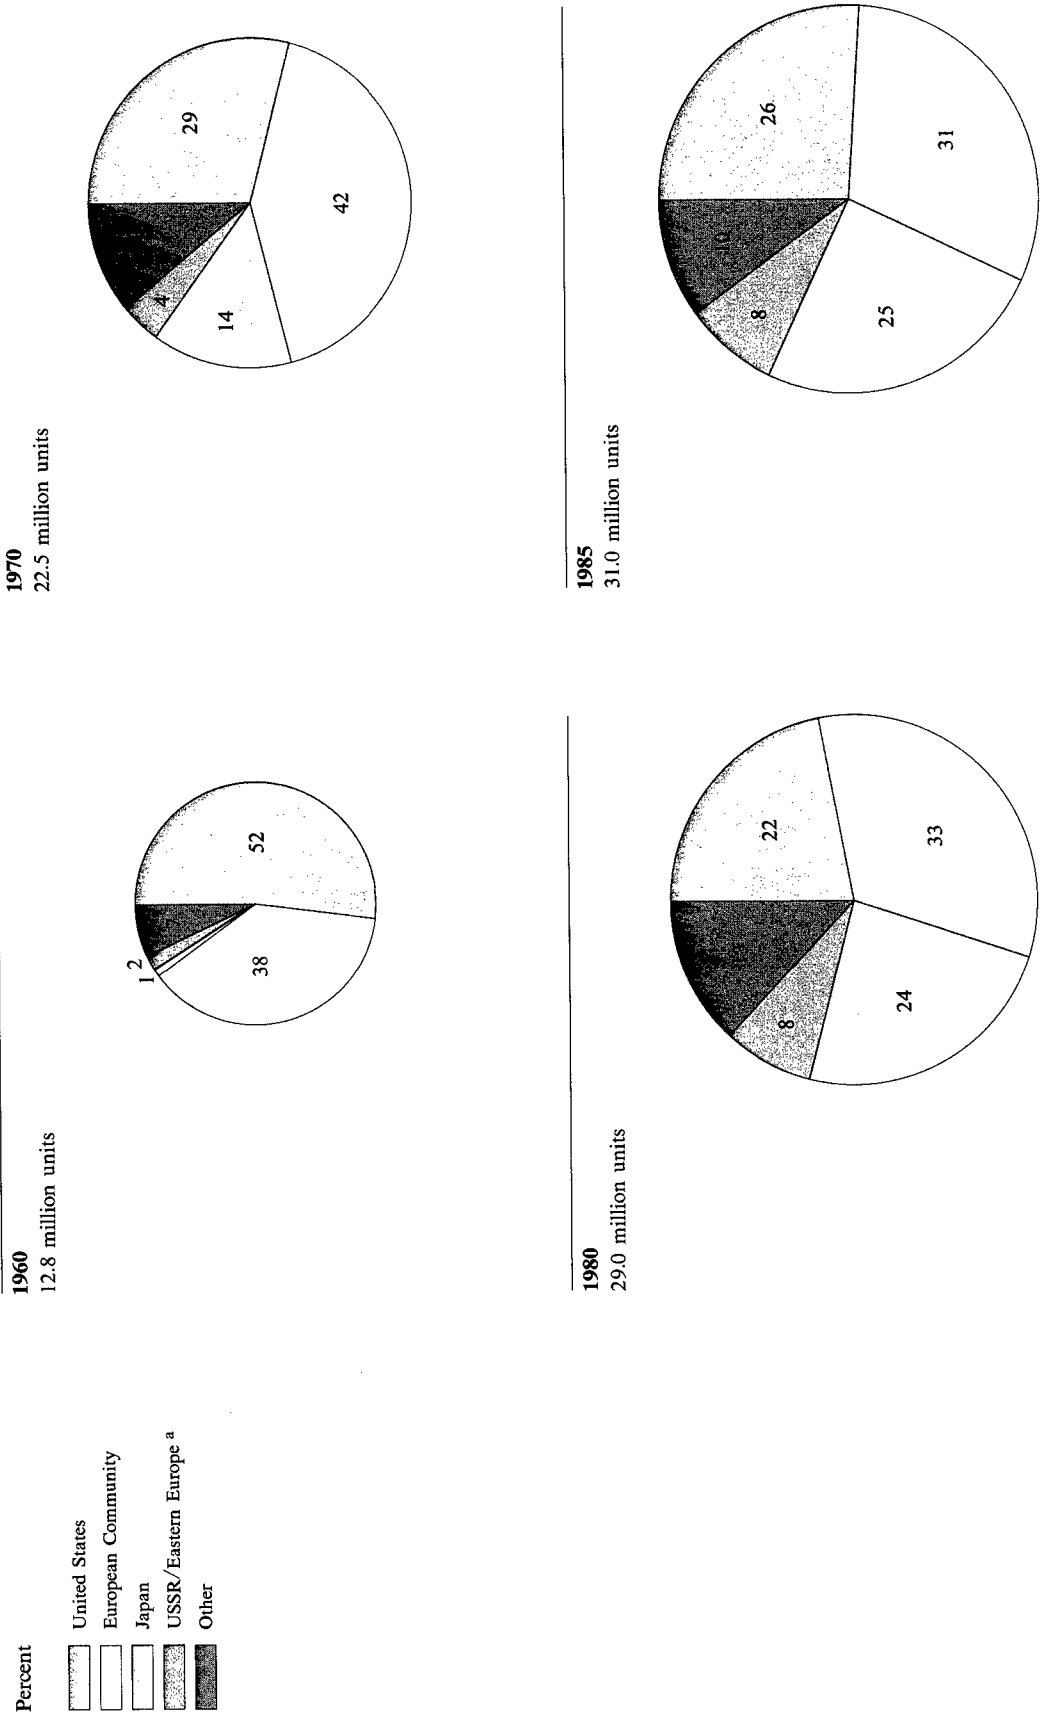 Percent
United States
European Community
Japan
USSR/Eastern Europe a
Other
1960
12.8 million units
2
1
52
38
1970
22.5 million units
4
29
14
42
1980
29.0 million units
8
22
24
33
1985
31.0 million units
10
8
26
25
31